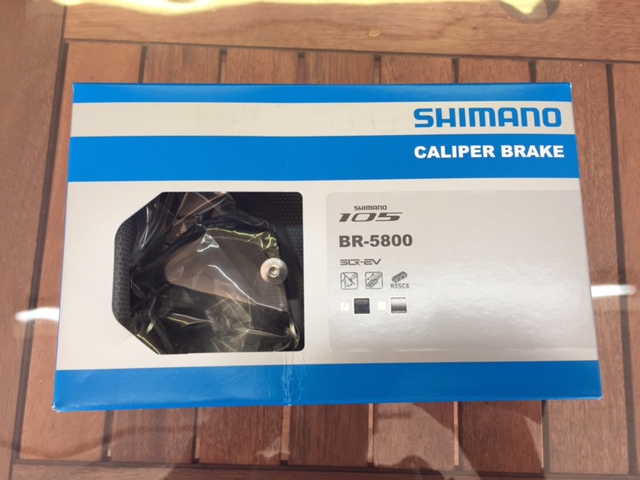 SHIMANO
CALIPER BRAKE
SHIMANO
105
BR-5800
SLR-EV
R55C4